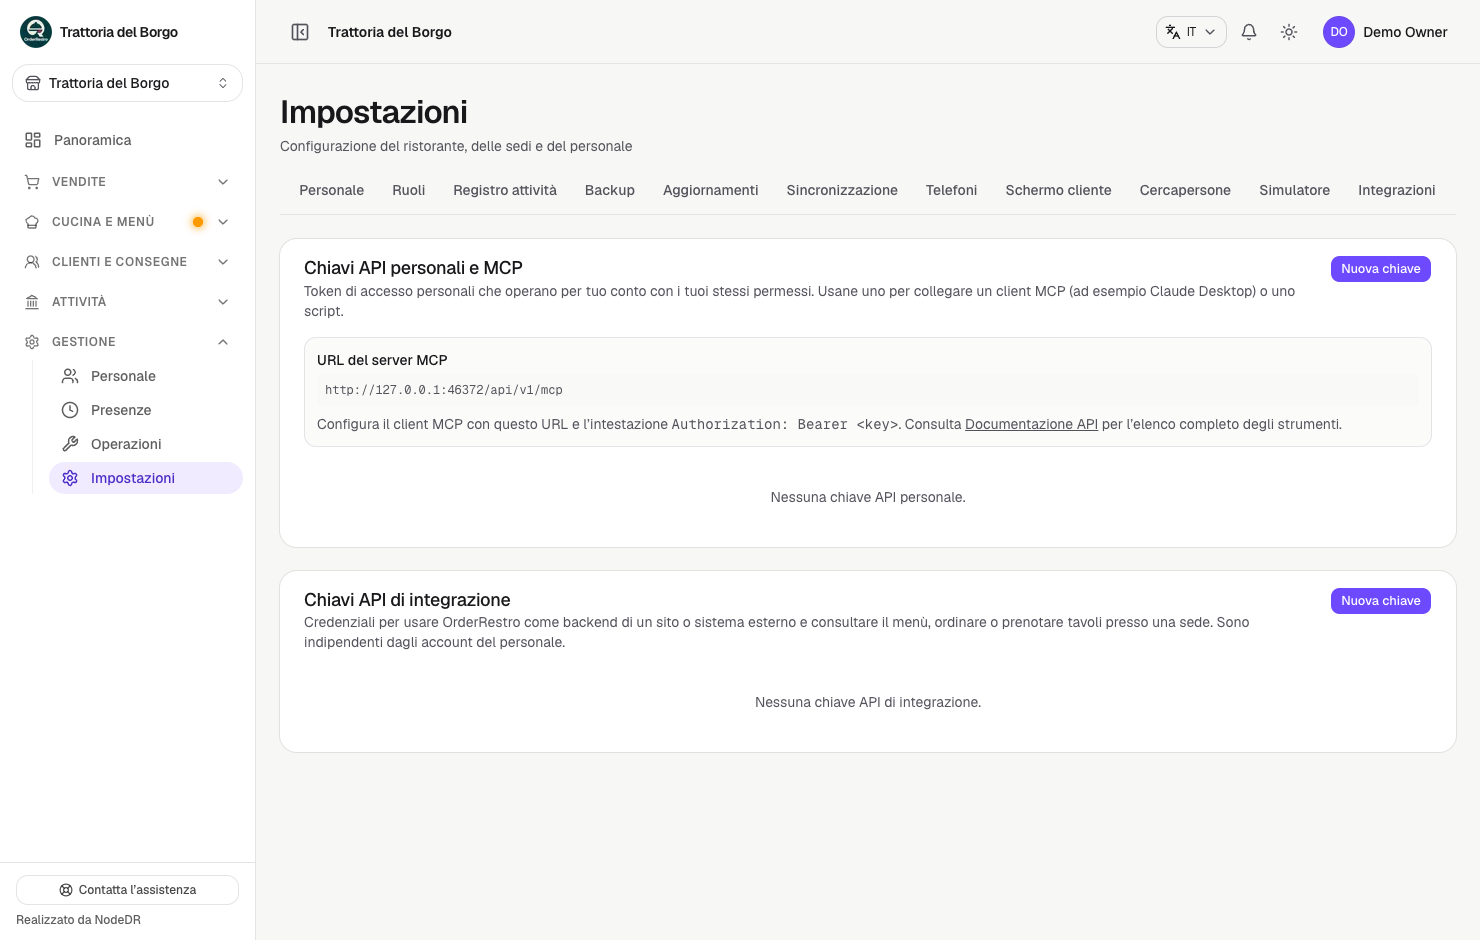 Trattoria del Borgo
Trattoria del Borgo
Panoramica
VENDITE
CUCINA E MENÙ
CLIENTI E CONSEGNE
ATTIVITÀ
GESTIONE
Personale
Presenze
Operazioni
Impostazioni
Contatta l'assistenza
Realizzato da NodeDR
Trattoria del Borgo
IT
DO
Demo Owner
Impostazioni
Configurazione del ristorante, delle sedi e del personale
Personale Ruoli Registro attività Backup Aggiornamenti Sincronizzazione Telefoni Schermo cliente Cercapersone Simulatore Integrazioni
Chiavi API personali e MCP
Nuova chiave
Token di accesso personali che operano per tuo conto con i tuoi stessi permessi. Usane uno per collegare un client MCP (ad esempio Claude Desktop) o uno
script.
URL del server MCP
http://127.0.0.1:46372/api/v1/mcp
Configura il client MCP con questo URL e l'intestazione Authorization: Bearer <key>. Consulta Documentazione API per l'elenco completo degli strumenti.
Nessuna chiave API personale.
Chiavi API di integrazione
Nuova chiave
Credenziali per usare OrderRestro come backend di un sito o sistema esterno e consultare il menù, ordinare o prenotare tavoli presso una sede. Sono
indipendenti dagli account del personale.
Nessuna chiave API di integrazione.